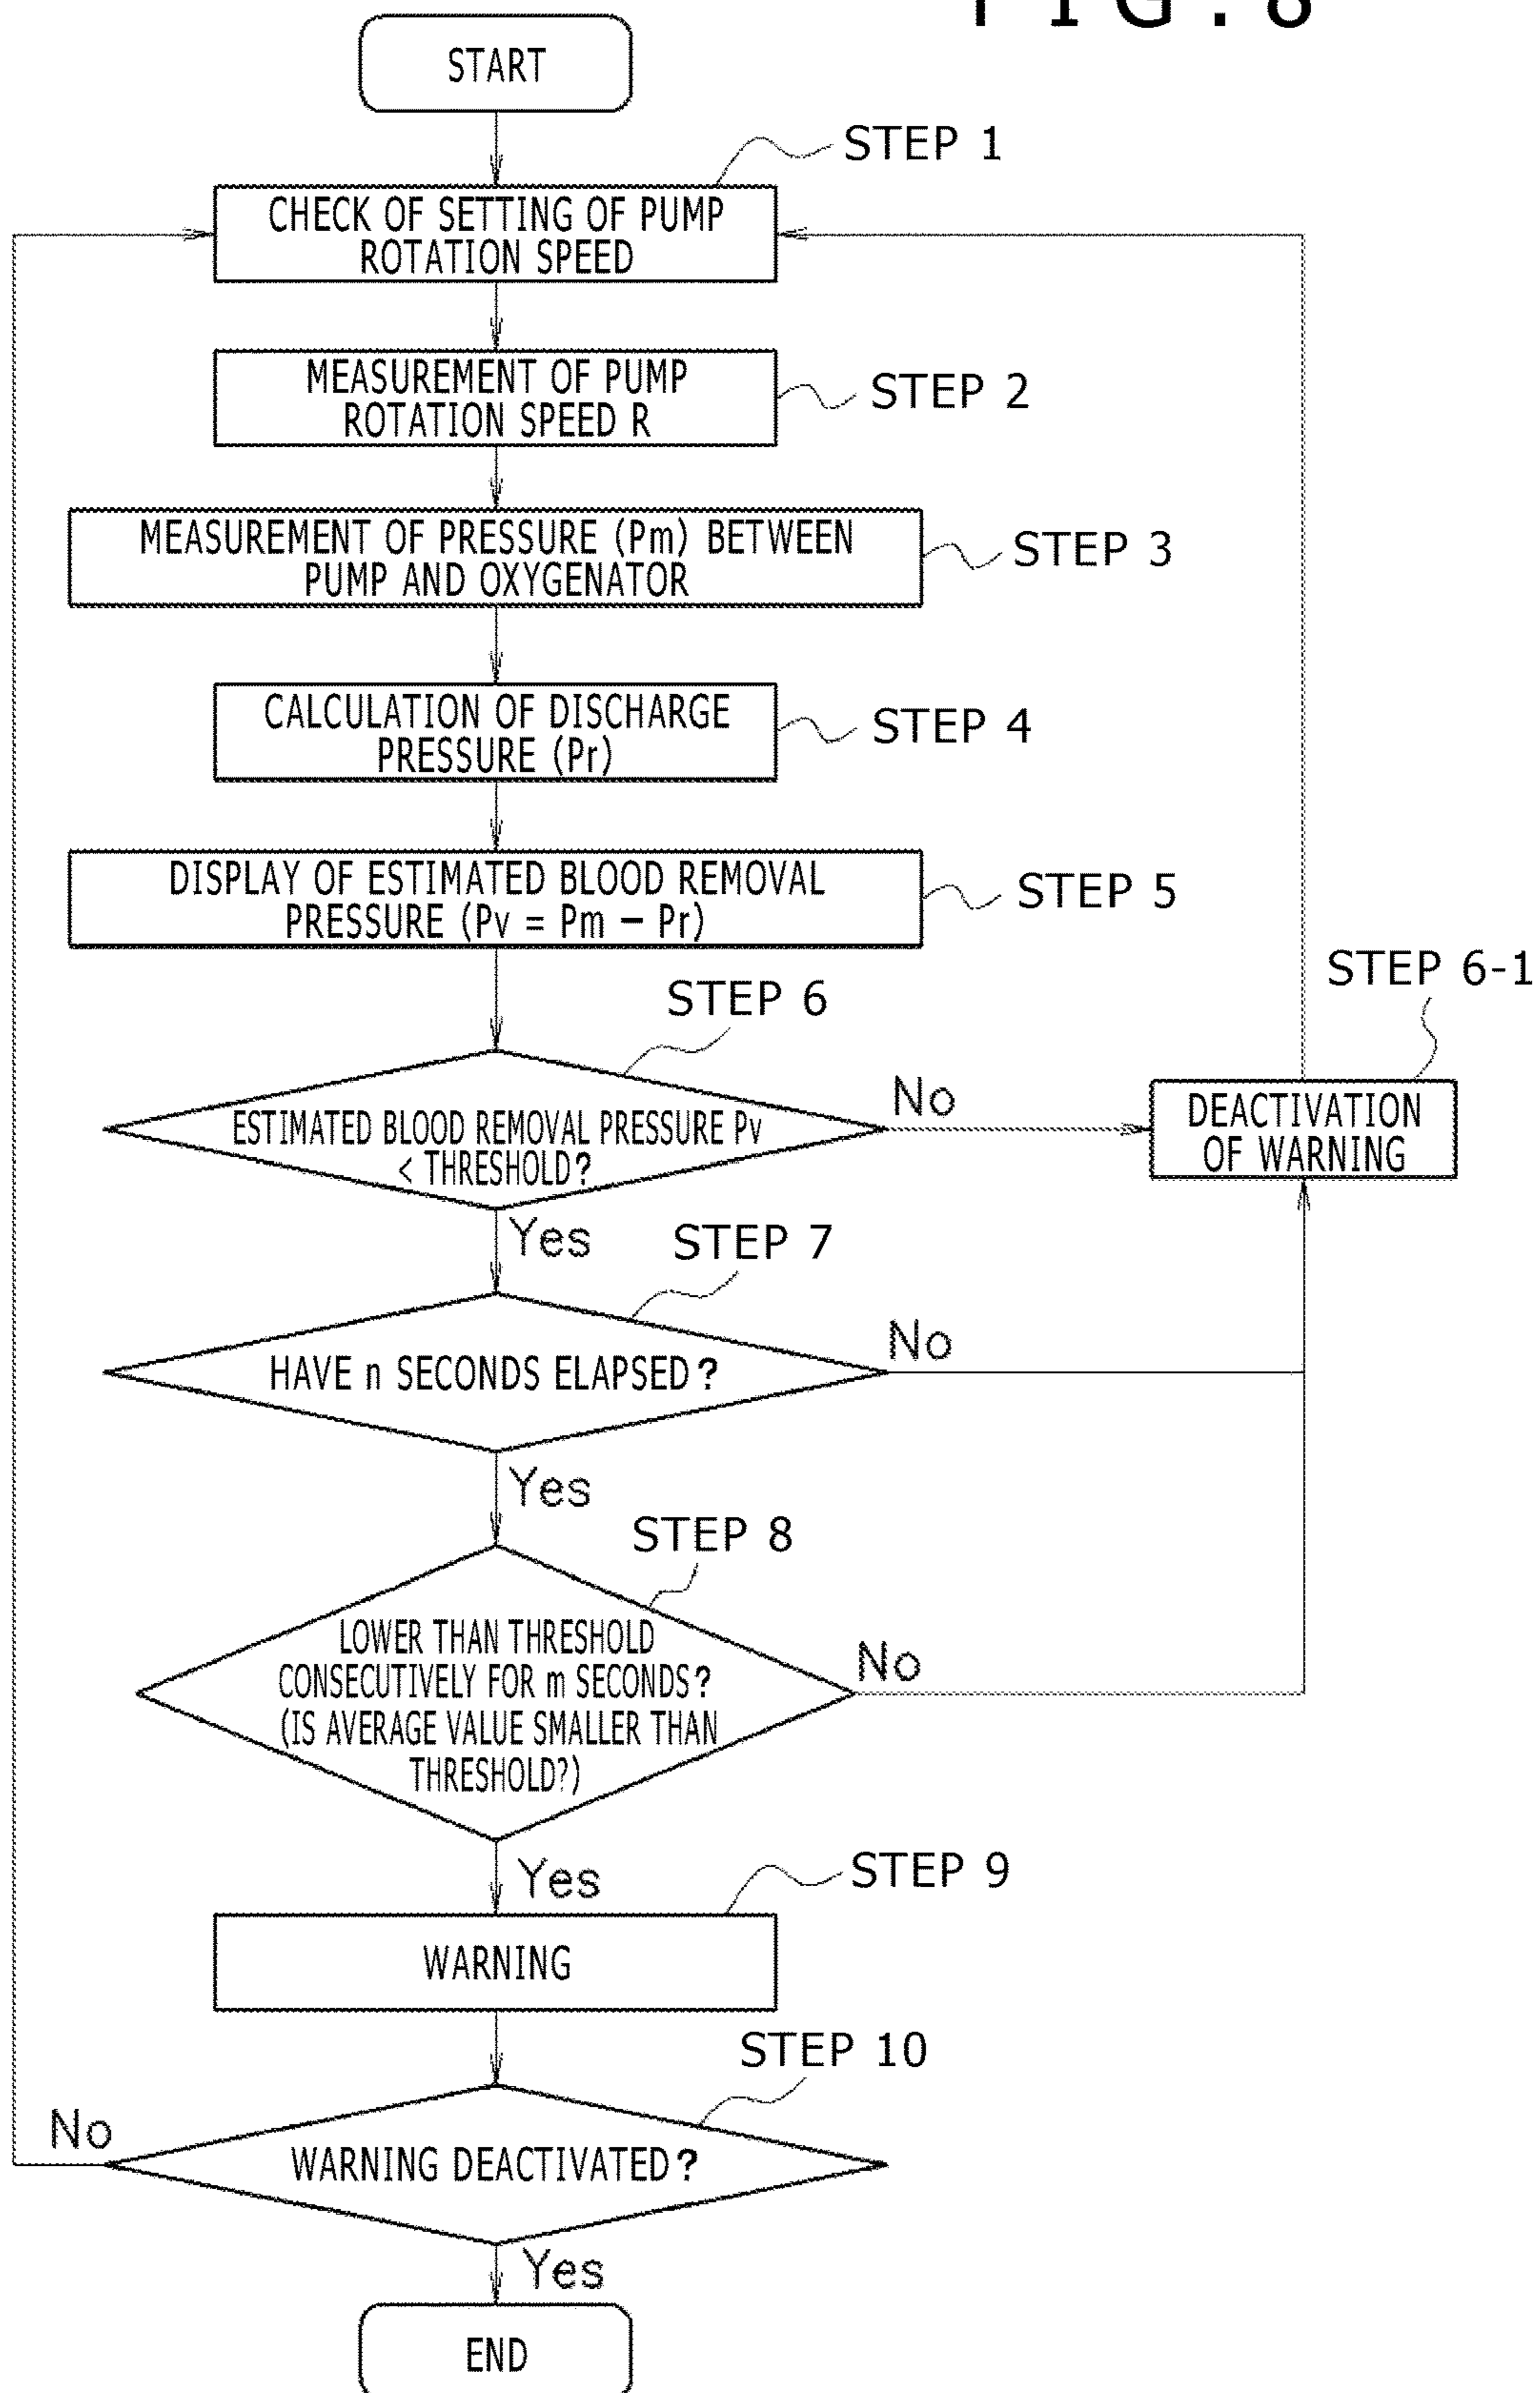 FIG. 8
START
STEP 1
CHECK OF SETTING OF PUMP
ROTATION SPEED
MEASUREMENT OF PUMP
ROTATION SPEED R
STEP 2
MEASUREMENT OF PRESSURE (Pm) BETWEEN
PUMP AND OXYGENATOR
STEP 3
CALCULATION OF DISCHARGE
PRESSURE (Pr)
STEP 4
DISPLAY OF ESTIMATED BLOOD REMOVAL
PRESSURE (Pv = Pm − Pr)
STEP 5
STEP 6
ESTIMATED BLOOD REMOVAL PRESSURE Pv
< THRESHOLD?
No
STEP 6-1
DEACTIVATION
OF WARNING
Yes
STEP 7
HAVE n SECONDS ELAPSED?
No
Yes
STEP 8
LOWER THAN THRESHOLD
CONSECUTIVELY FOR m SECONDS?
(IS AVERAGE VALUE SMALLER THAN
THRESHOLD?)
No
Yes
STEP 9
WARNING
STEP 10
WARNING DEACTIVATED?
No
Yes
END